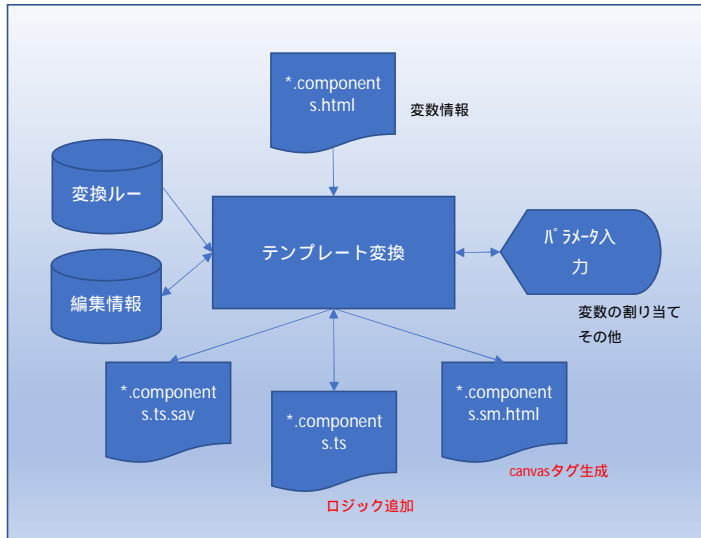 *.component
s.html
変数情報
変換ルー
テンプレート変換
ﾊﾟﾗﾒｰﾀ入
力
編集情報
変数の割り当て
その他
*.component
s.ts.sav
*.component
s.ts
*.component
s.sm.html
canvasタグ生成
ロジック追加